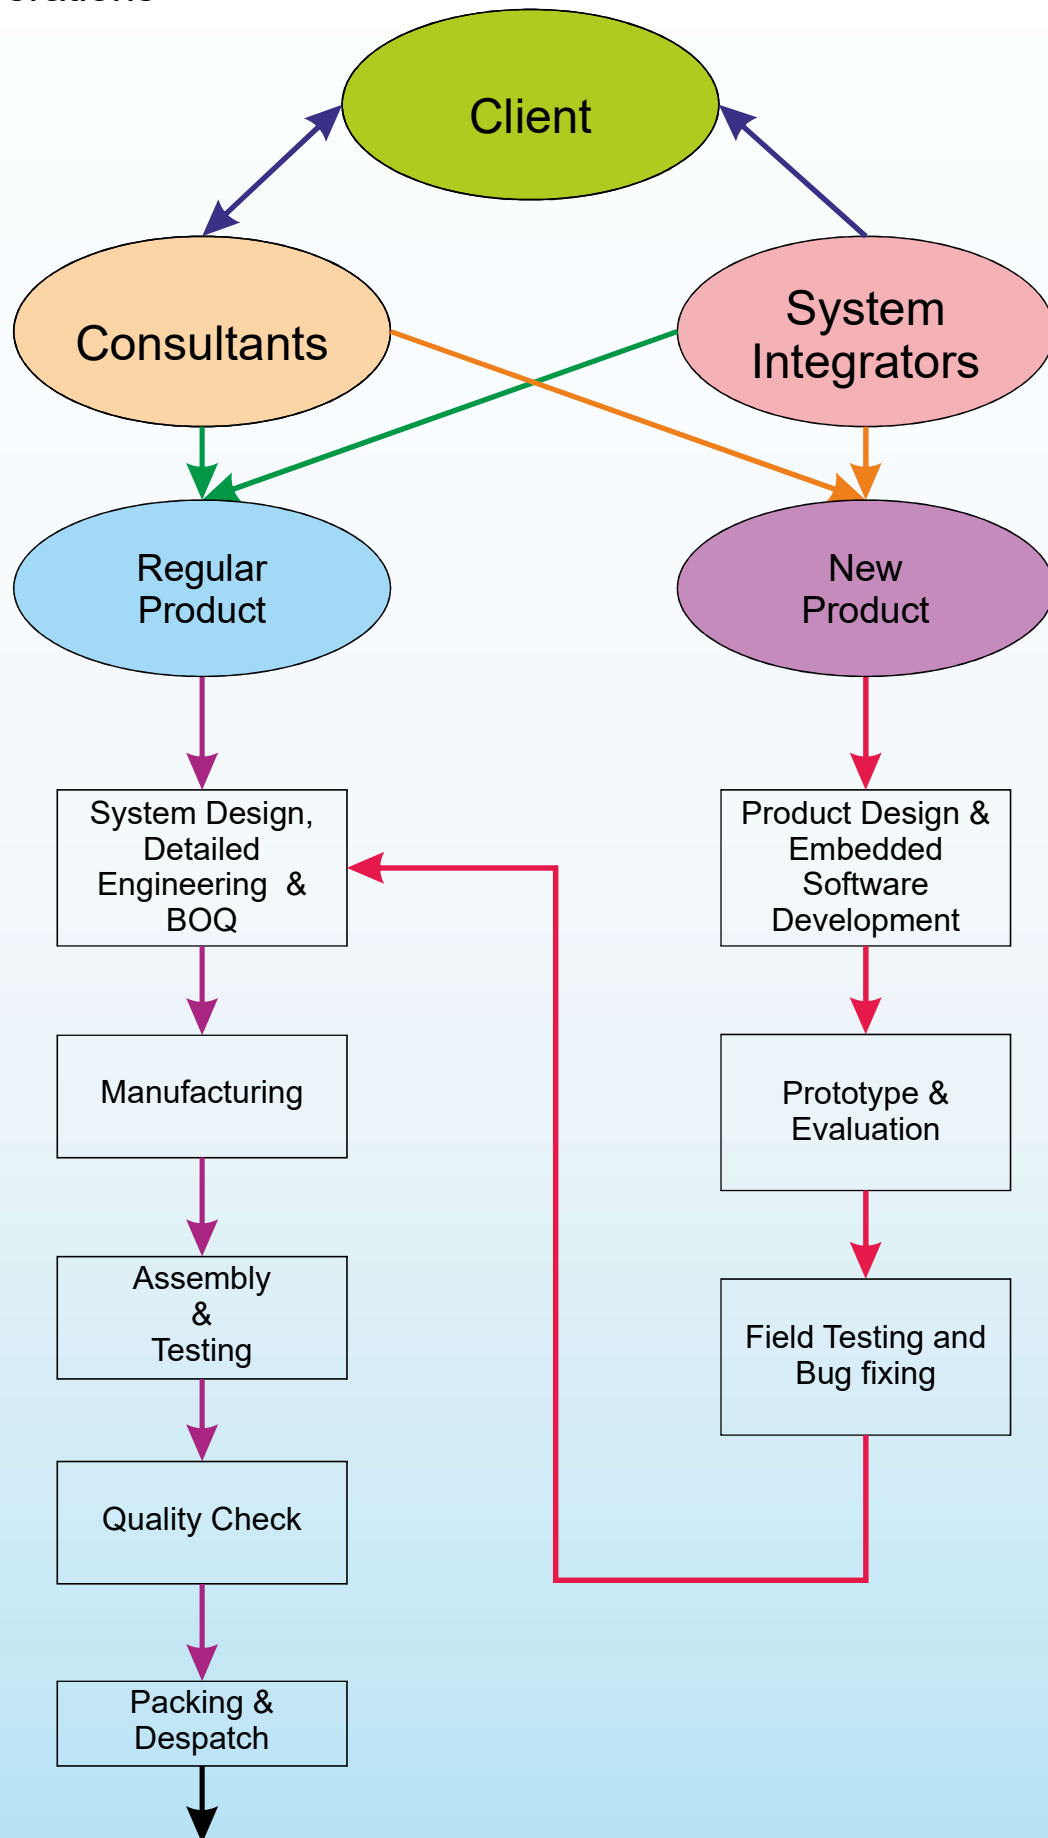 Client
Consultants
System
Integrators
Regular
Product
New
Product
System Design,
Detailed
Engineering &
BOQ
Product Design &
Embedded
Software
Development
Manufacturing
Prototype &
Evaluation
Assembly
&
Testing
Field Testing and
Bug fixing
Quality Check
Packing &
Despatch